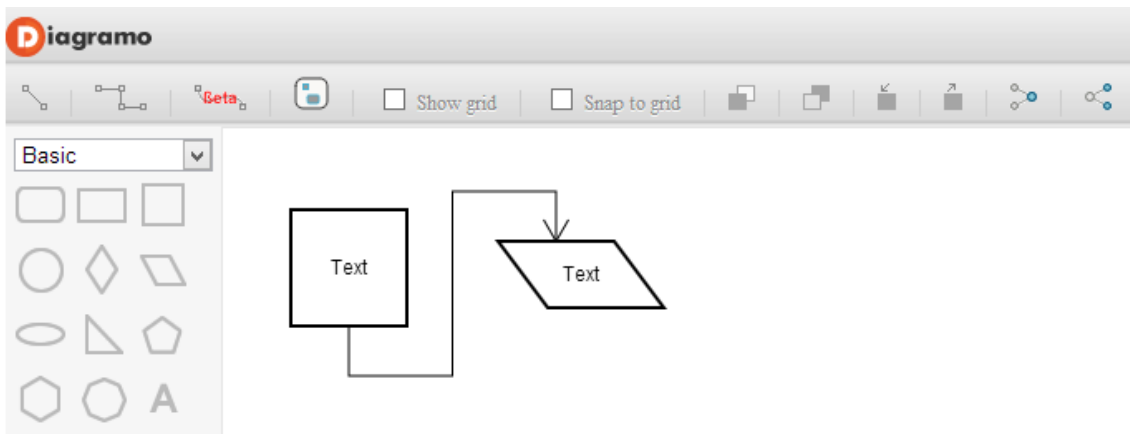 Diagramo
Beta
Show grid
Snap to grid
Basic
Text
Text
A